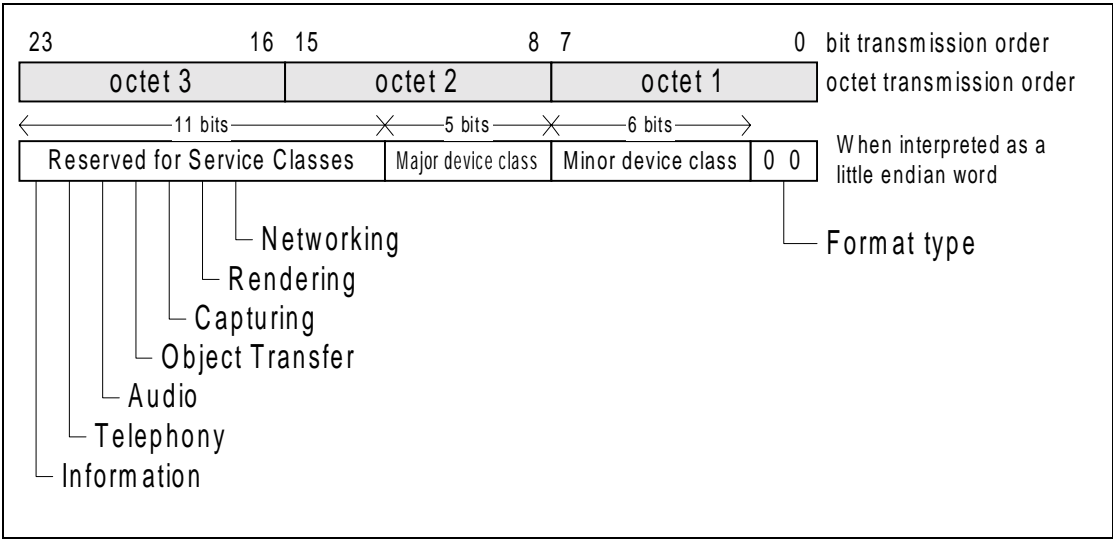 23 16 15 8 7 0 bit transmission order
octet 3 octet 2 octet 1 octet transmission order
11 bits 5 bits 6 bits
Reserved for Service Classes Major device class Minor device class 0 0 When interpreted as a
little endian word
Networking Format type
Rendering
Capturing
Object Transfer
Audio
Telephony
Information